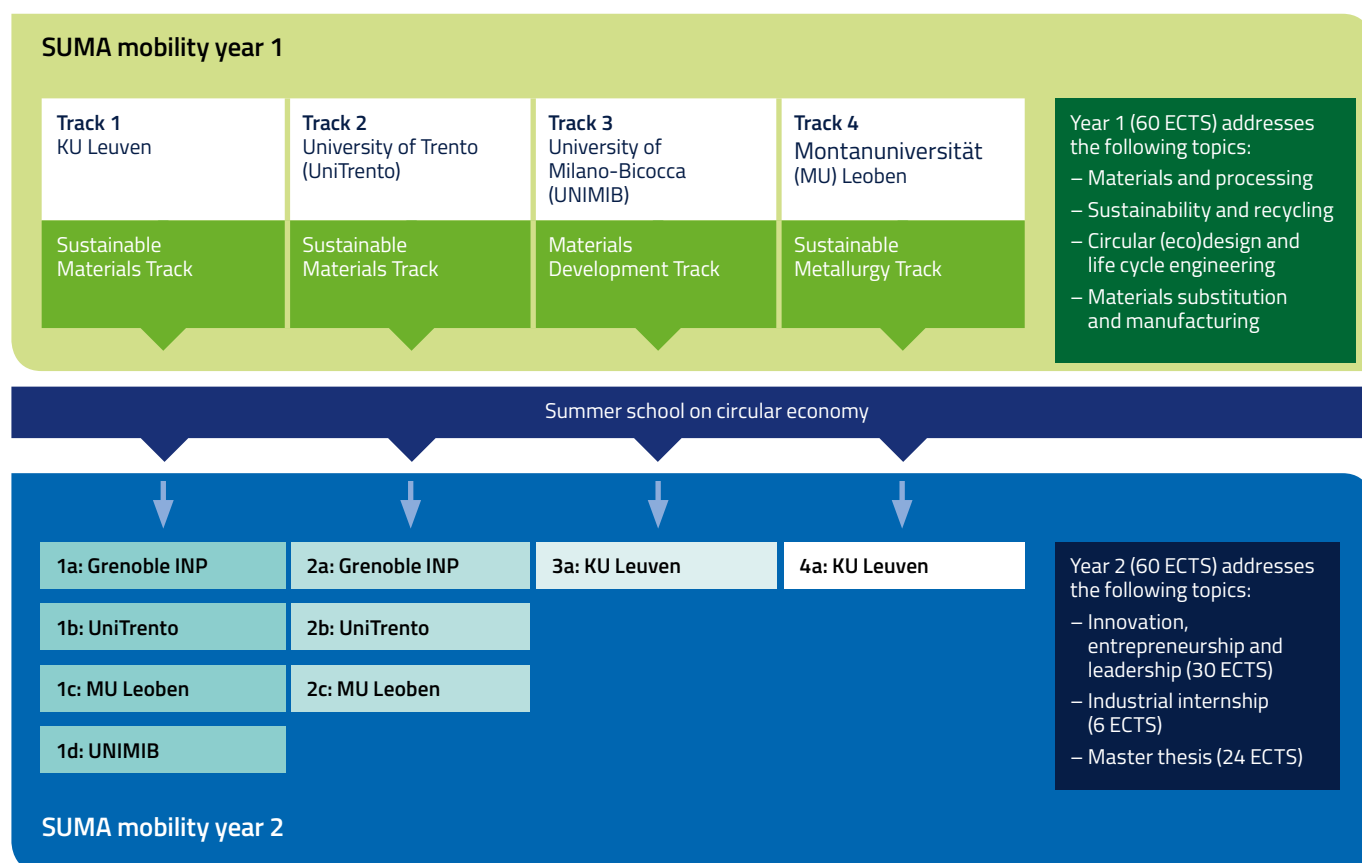 SUMA mobility year 1
Track 1
KU Leuven
Track 2
University of Trento
(UniTrento)
Track 3
University of
Milano-Bicocca
(UNIMIB)
Track 4
Montanuniversität
(MU) Leoben
Sustainable
Materials Track
Sustainable
Materials Track
Materials
Development Track
Sustainable
Metallurgy Track
Year 1 (60 ECTS) addresses
the following topics:
– Materials and processing
– Sustainability and recycling
– Circular (eco)design and
life cycle engineering
– Materials substitution
and manufacturing
Summer school on circular economy
1a: Grenoble INP
2a: Grenoble INP
3a: KU Leuven
4a: KU Leuven
1b: UniTrento
2b: UniTrento
1c: MU Leoben
2c: MU Leoben
1d: UNIMIB
Year 2 (60 ECTS) addresses
the following topics:
– Innovation,
entrepreneurship and
leadership (30 ECTS)
– Industrial internship
(6 ECTS)
– Master thesis (24 ECTS)
SUMA mobility year 2